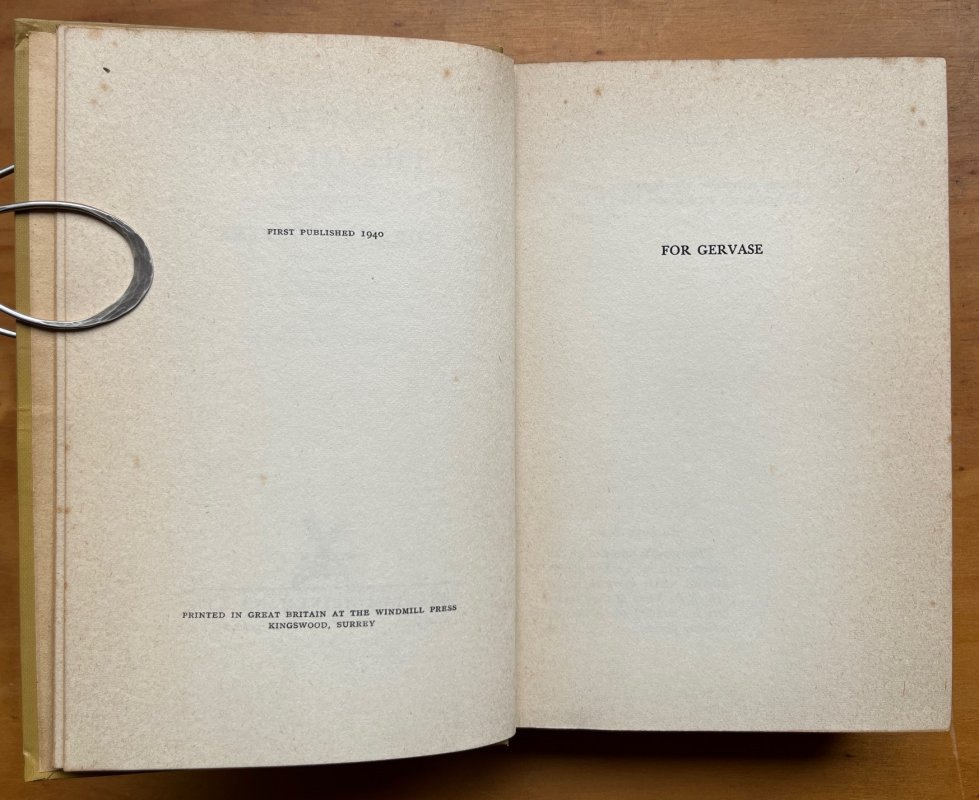 FIRST PUBLISHED 1940
PRINTED IN GREAT BRITAIN AT THE WINDMILL PRESS
KINGSWOOD, SURREY
FOR GERVASE